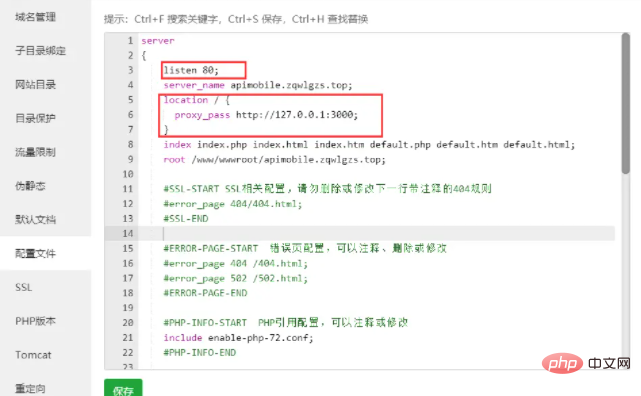 域名管理
子目录绑定
网站目录
目录保护
流量限制
伪静态
默认文档
配置文件
SSL
PHP版本
Tomcat
重定向
提示：Ctrl+F 搜索关键字，Ctrl+S 保存，Ctrl+H 查找替换
1 server
2 {
3 listen 80;
4 server_name apimobile.zqwlgzs.top;
5 location / {
6 proxy_pass http://127.0.0.1:3000;
7 }
8 index index.php index.html index.htm default.php default.htm default.html;
9 root /www/wwwroot/apimobile.zqwlgzs.top;
10
11 #SSL-START SSL相关配置，请勿删除或修改下一行带注释的404规则
12 #error_page 404/404.html;
13 #SSL-END
14
15 #ERROR-PAGE-START 错误页配置，可以注释、删除或修改
16 #error_page 404 /404.html;
17 #error_page 502 /502.html;
18 #ERROR-PAGE-END
19
20 #PHP-INFO-START PHP引用配置，可以注释或修改
21 include enable-php-72.conf;
22 #PHP-INFO-END
23
保存
php 中文网